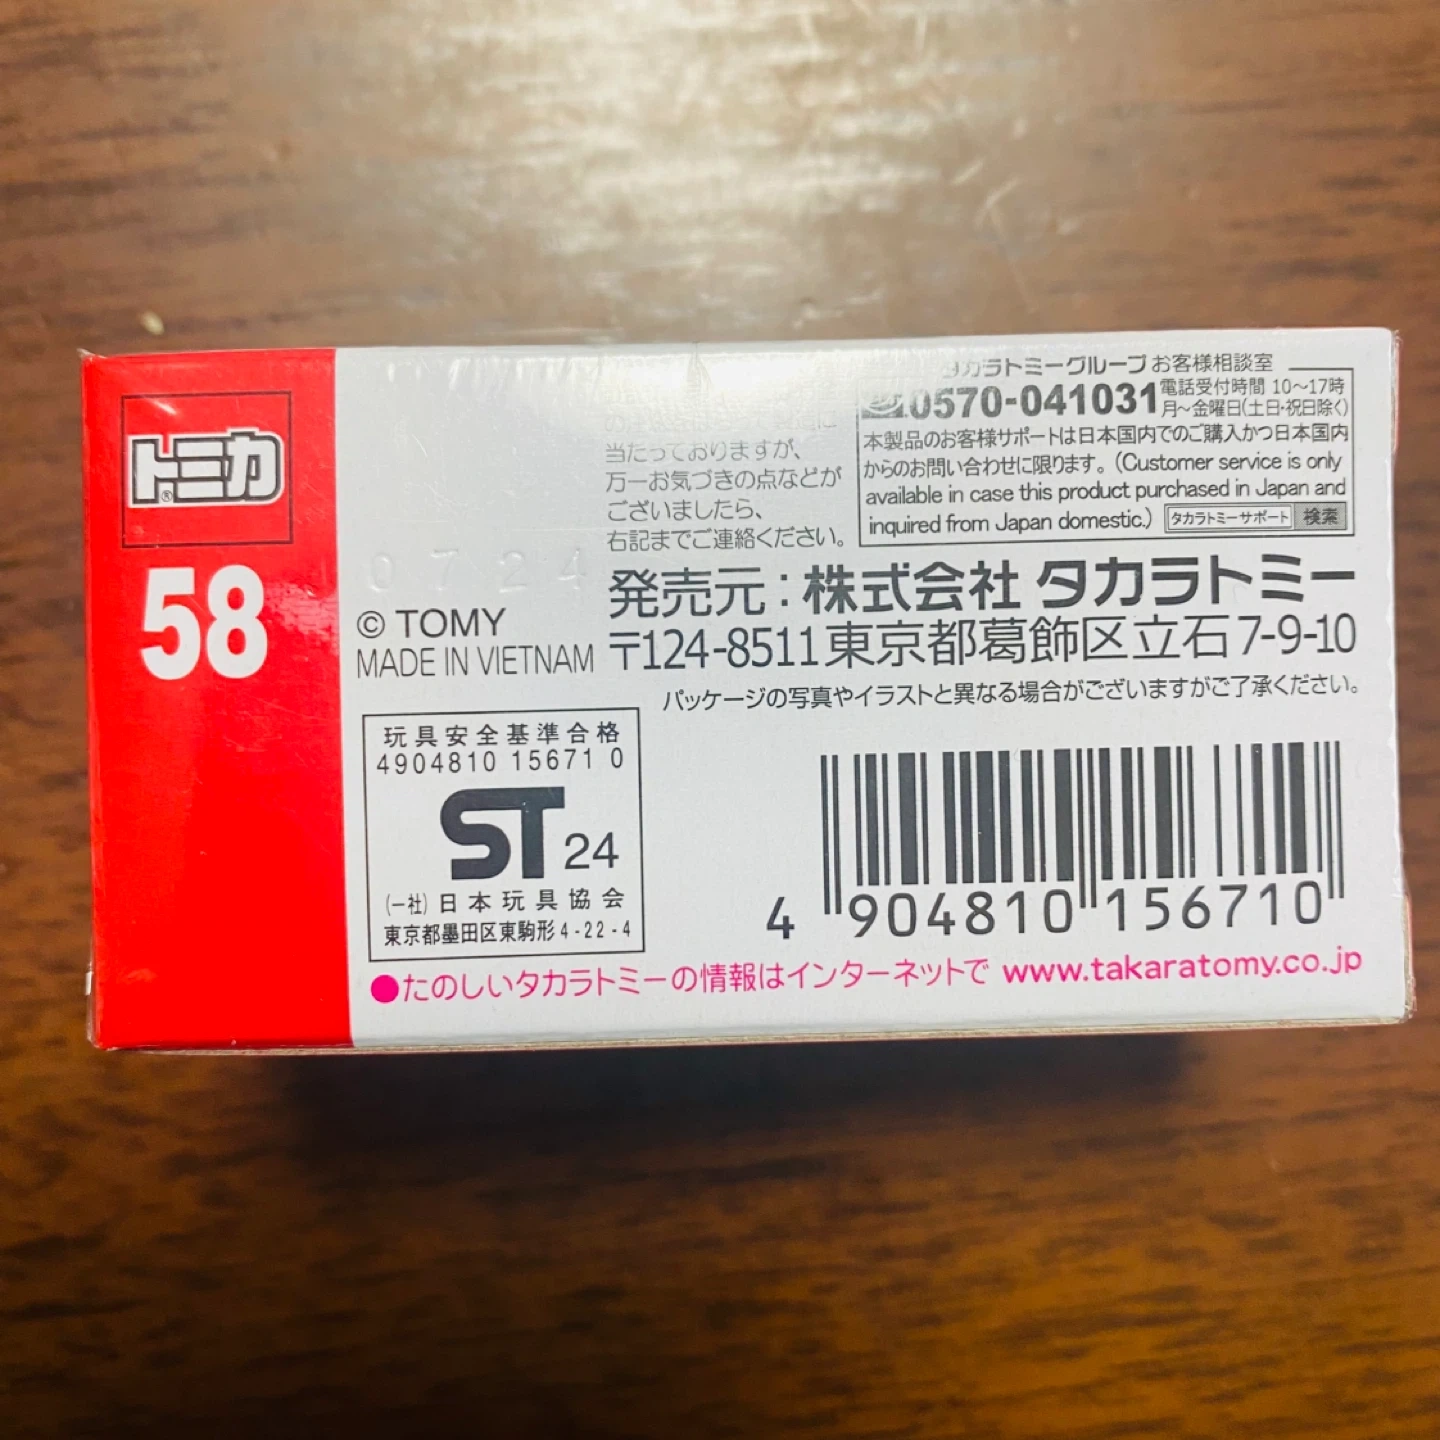 トミカ®
58
0724
© TOMY
MADE IN VIETNAM
当たっておりますが、
万一お気づきの点などが
ございましたら、
右記までご連絡ください。
タカラトミーグループ お客様相談室
0570-041031
電話受付時間 10〜17時
月〜金曜日(土日・祝日除く)
本製品のお客様サポートは日本国内でのご購入かつ日本国内
からのお問い合わせに限ります。(Customer service is only
available in case this product purchased in Japan and
inquired from Japan domestic.)
タカラトミーサポート 検索
発売元：株式会社 タカラトミー
〒124-8511 東京都葛飾区立石7-9-10
パッケージの写真やイラストと異なる場合がございますがご了承ください。
玩具安全基準合格
4904810 15671 0
ST 24
(一社)日本玩具協会
東京都墨田区東駒形4-22-4
4 904810 156710
●たのしいタカラトミーの情報はインターネットで www.takaratomy.co.jp